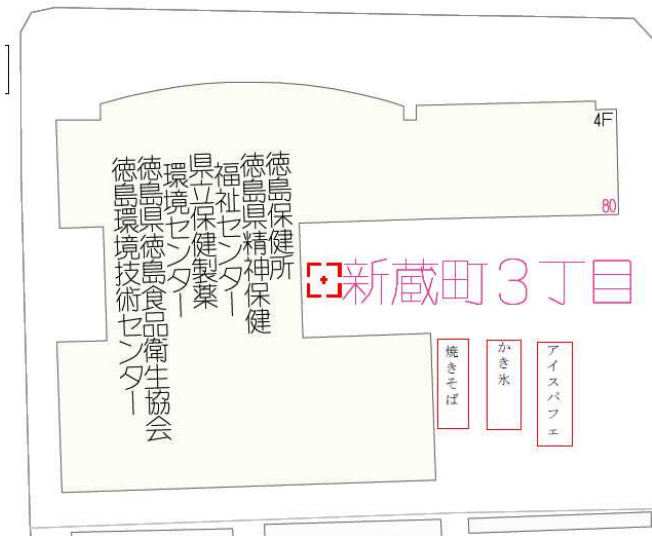 4F
徳島保健所
徳島県精神保健
福祉センター
県立保健製薬
環境センター
徳島県徳島食品衛生協会
徳島環境技術センター
80
新蔵町3丁目
焼きそば
かき氷
アイスパフェ